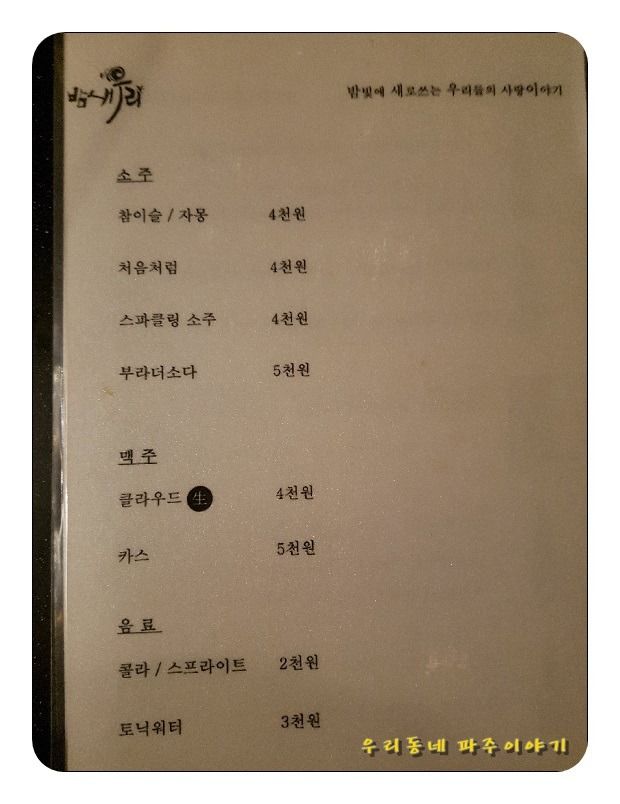 밤새우리
밤빛에 새로쓰는 우리들의 사랑이야기
소 주
참이슬 / 자몽 4천원
처음처럼 4천원
스파클링 소주 4천원
부라더소다 5천원
맥 주
클라우드 生 4천원
카스 5천원
음 료
콜라 / 스프라이트 2천원
토닉워터 3천원
우리동네 파주이야기